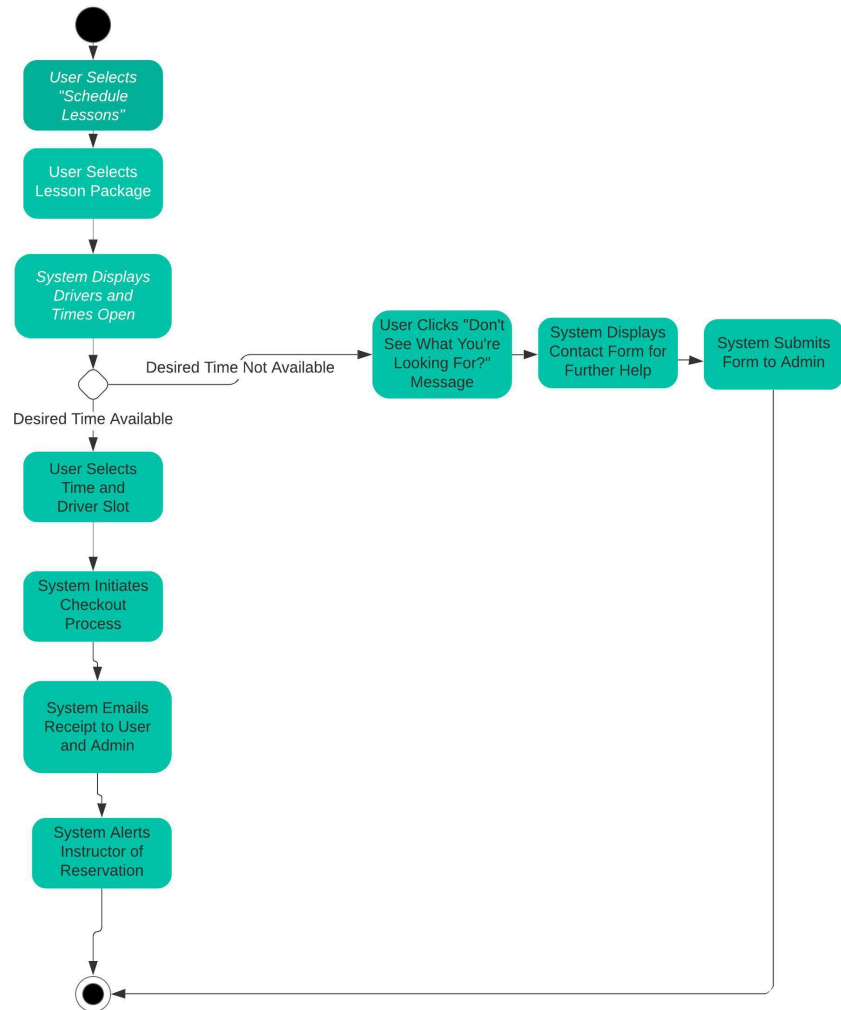 User Selects
"Schedule
Lessons"
User Selects
Lesson Package
System Displays
Drivers and
Times Open
Desired Time Not Available
User Clicks "Don't
See What You're
Looking For?"
Message
System Displays
Contact Form for
Further Help
System Submits
Form to Admin
Desired Time Available
User Selects
Time and
Driver Slot
System Initiates
Checkout
Process
System Emails
Receipt to User
and Admin
System Alerts
Instructor of
Reservation